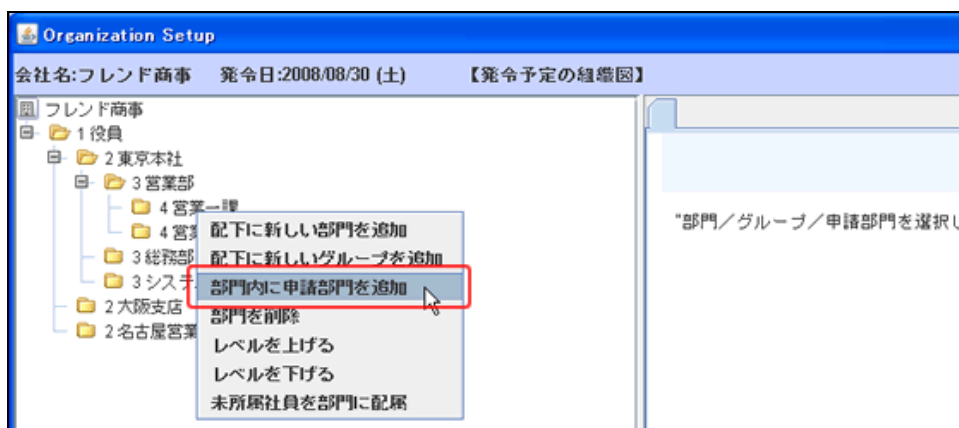 Organization Setup
会社名:フレンド商事 発令日:2008/08/30 (土) 【発令予定の組織図】
フレンド商事
1 役員
2 東京本社
3 営業部
4 営業一課
4 営業
3 総務部
3 システ
2 大阪支店
2 名古屋営業
配下に新しい部門を追加
配下に新しいグループを追加
部門内に申請部門を追加
部門を削除
レベルを上げる
レベルを下げる
未所属社員を部門に配属
"部門／グループ／申請部門を選択し